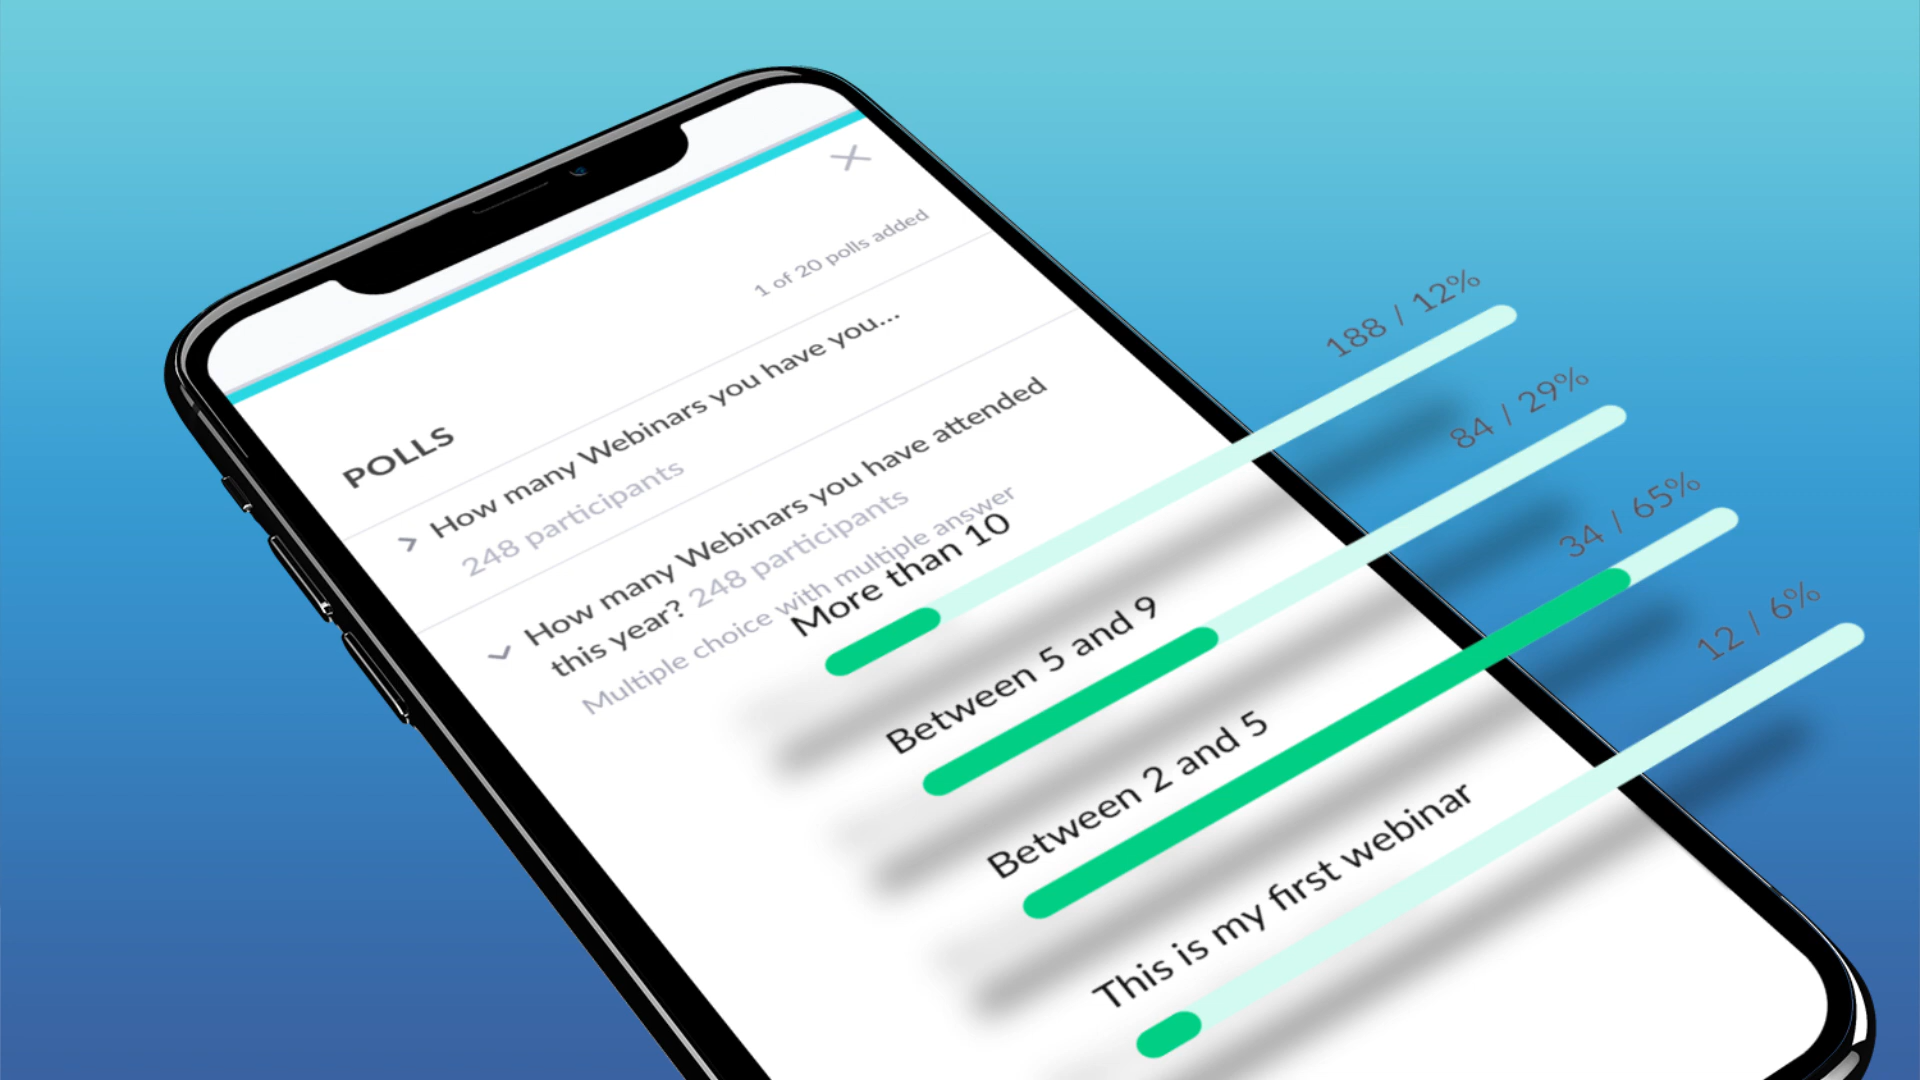 1 of 20 polls added
POLLS
How many Webinars you have you...
248 participants
How many Webinars you have attended
this year? 248 participants
Multiple choice with multiple answer
More than 10
188 / 12%
Between 5 and 9
84 / 29%
Between 2 and 5
34 / 65%
This is my first webinar
12 / 6%